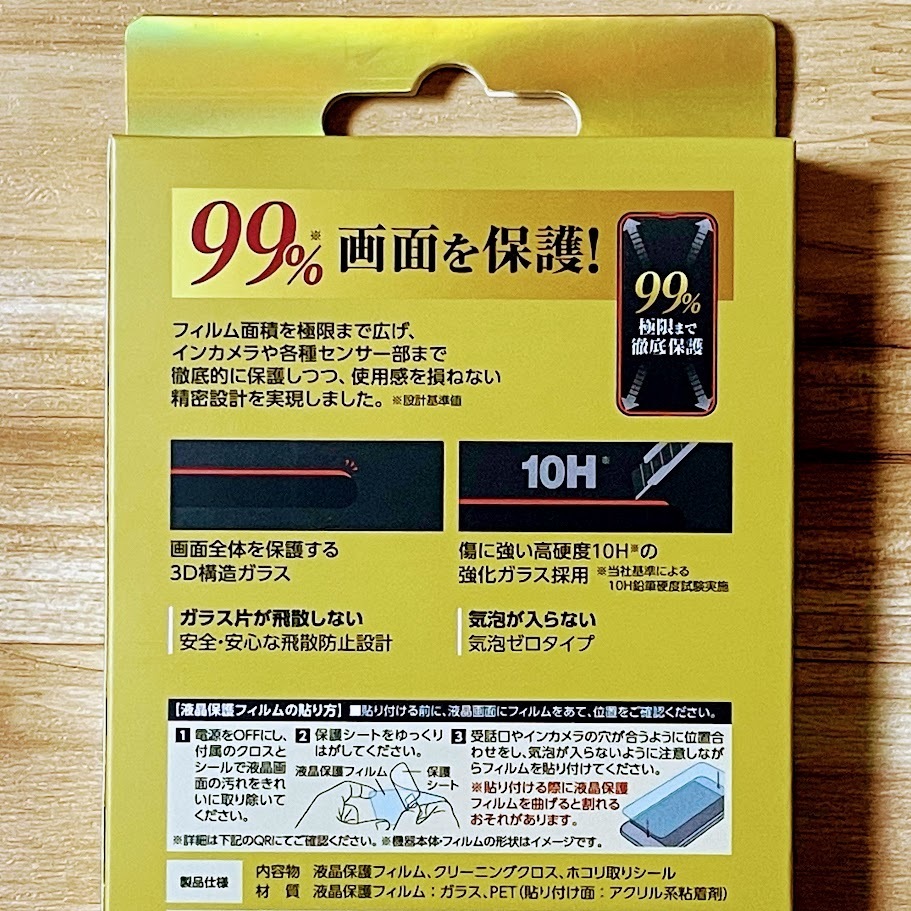 99%※画面を保護!
99%
極限まで
徹底保護
フィルム面積を極限まで広げ、
インカメラや各種センサー部まで
徹底的に保護しつつ、使用感を損ねない
精密設計を実現しました。※設計基準値
10H※
画面全体を保護する
3D構造ガラス
傷に強い高硬度10H※の
強化ガラス採用 ※当社基準による
10H鉛筆硬度試験実施
ガラス片が飛散しない
安全・安心な飛散防止設計
気泡が入らない
気泡ゼロタイプ
【液晶保護フィルムの貼り方】■貼り付ける前に、液晶画面にフィルムをあて、位置をご確認ください。
1 電源をOFFにし、
付属のクロスと
シールで液晶画
面の汚れをきれ
いに取り除いて
ください。
2 保護シートをゆっくり
はがしてください。
液晶保護フィルム
保護
シート
3 受話口やインカメラの穴が合うように位置合
わせをし、気泡が入らないように注意しなが
らフィルムを貼り付けてください。
※貼り付ける際に液晶保護
フィルムを曲げると割れる
おそれがあります。
※詳細は下記のQRにてご確認ください。※機器本体・フィルムの形状はイメージです。
製品仕様
内容物 液晶保護フィルム、クリーニングクロス、ホコリ取りシール
材 質 液晶保護フィルム：ガラス、PET（貼り付け面：アクリル系粘着剤）